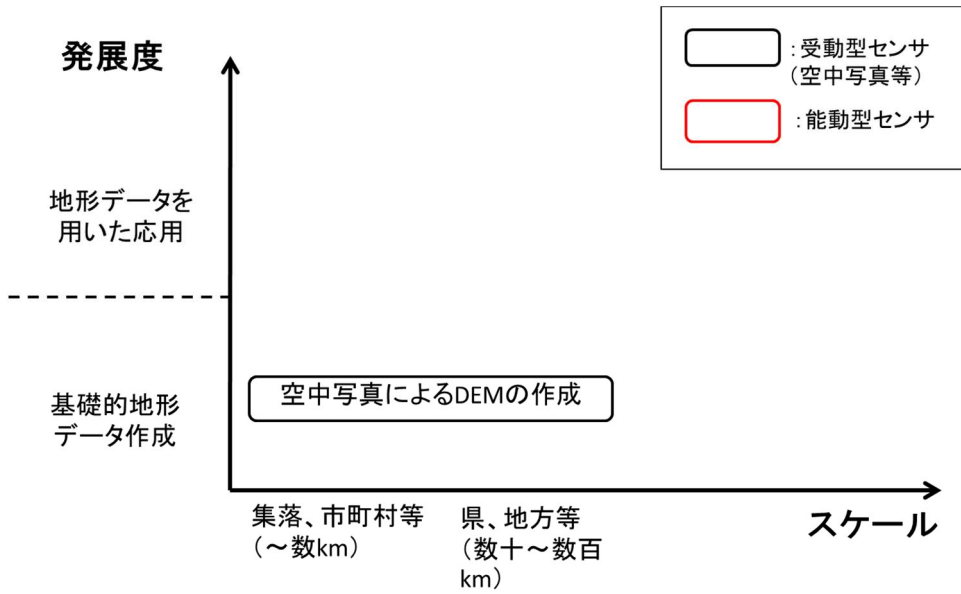 発展度
:受動型センサ
(空中写真等)
:能動型センサ
地形データを
用いた応用
基礎的地形
データ作成
空中写真によるDEMの作成
集落、市町村等
(～数km)
県、地方等
(数十～数百
km)
スケール